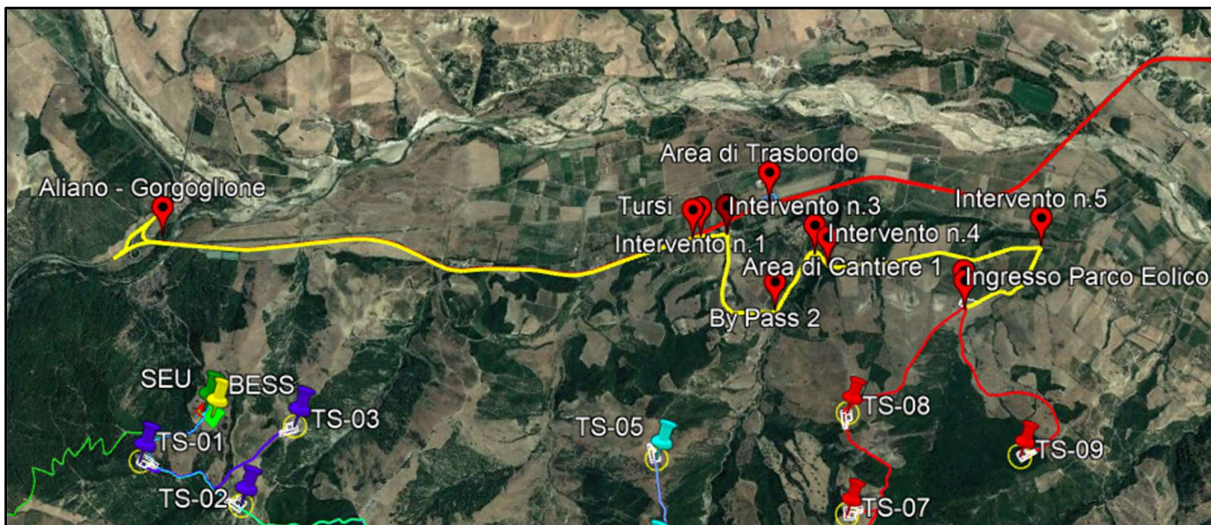 Area di Trasbordo
Aliano - Gorgoglione
Tursi
Intervento n.3
Intervento n.5
Intervento n.1
Intervento n.4
Area di Cantiere 1
Ingresso Parco Eolico
By Pass 2
SEU
BESS
TS-03
TS-08
TS-01
TS-05
TS-09
TS-02
TS-07